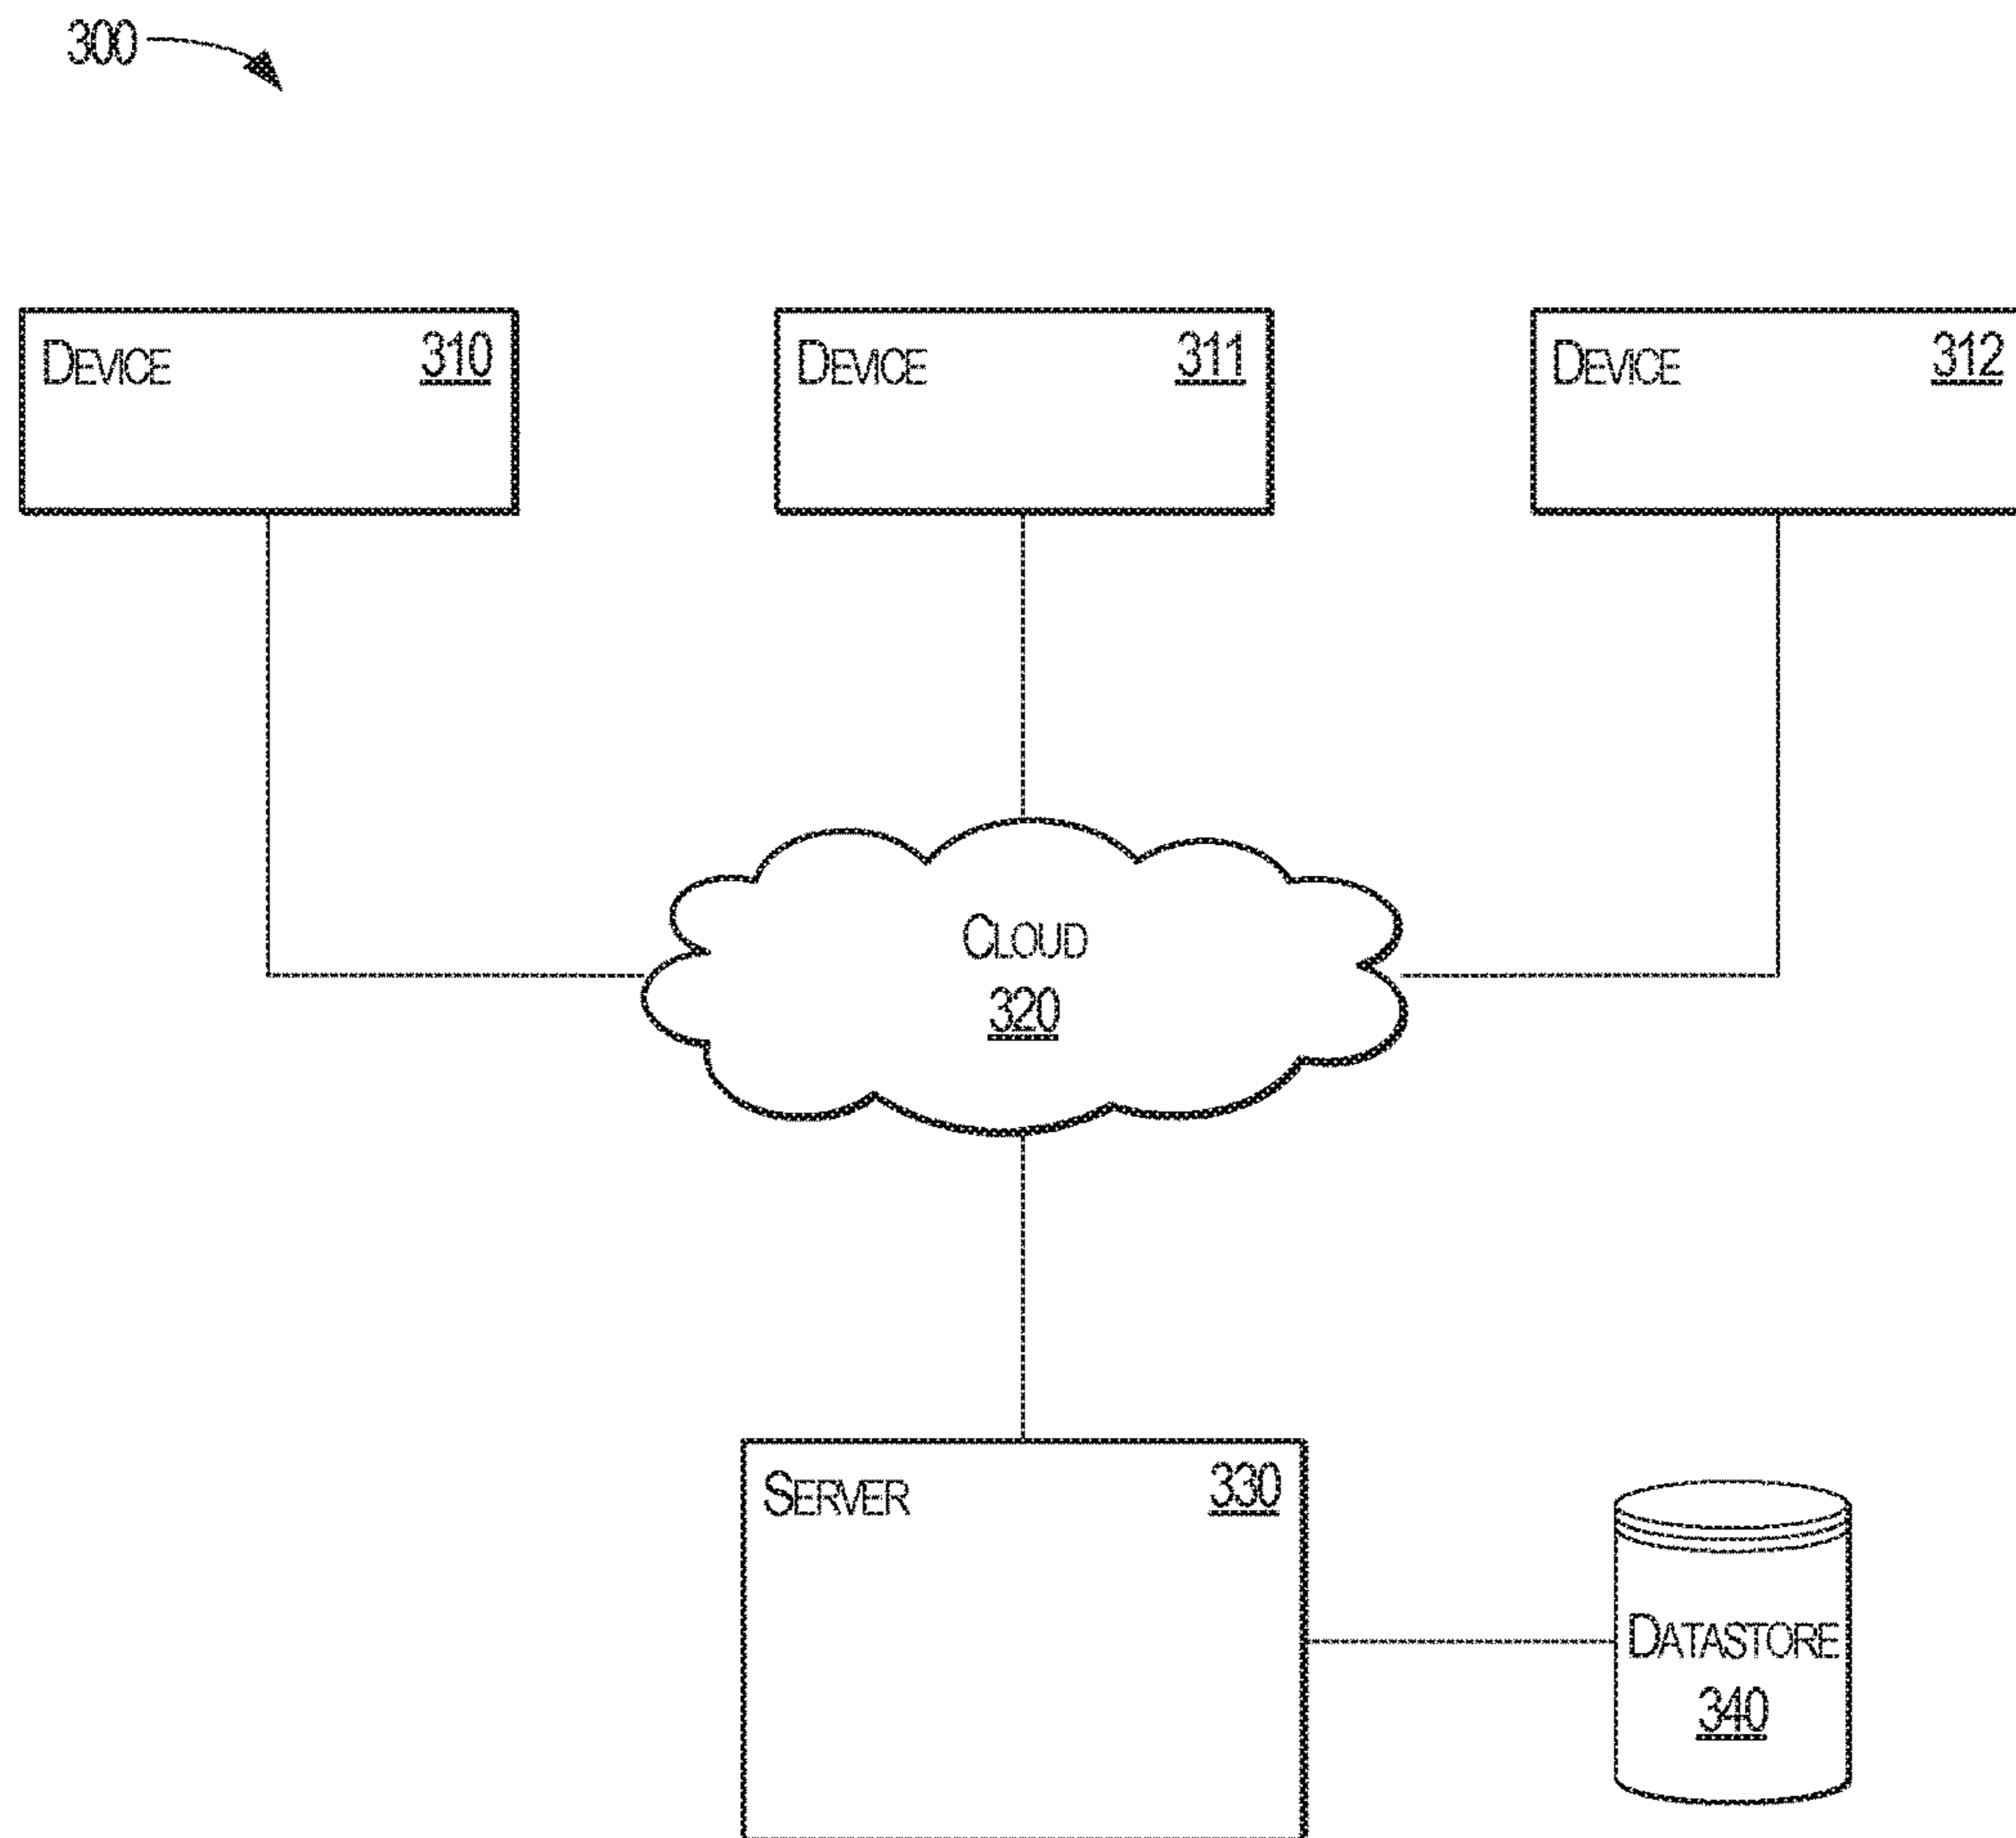 300
DEVICE 310
DEVICE 311
DEVICE 312
CLOUD
320
SERVER 330
DATASTORE
340